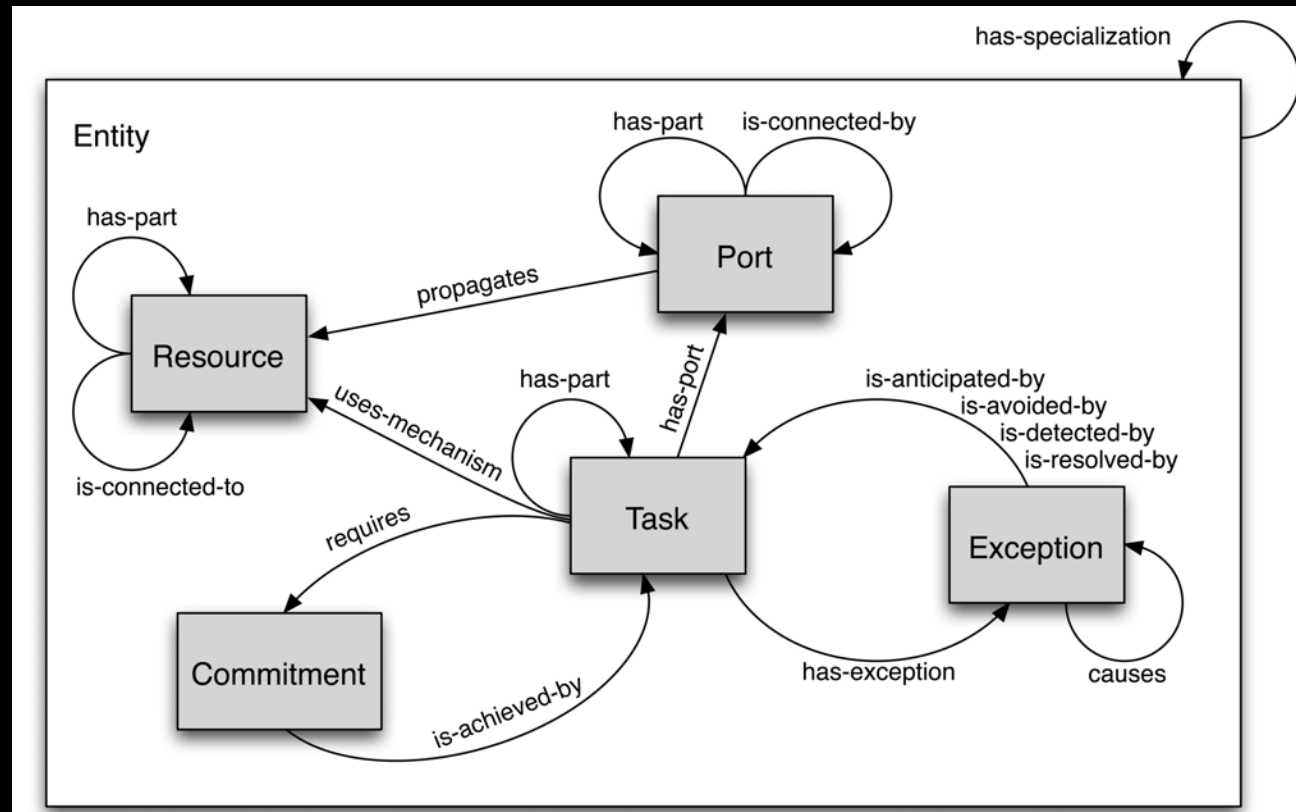 has-specialization
Entity
has-part
is-connected-by
has-part
Port
propagates
Resource
has-port
has-part
is-anticipated-by
is-avoided-by
is-detected-by
is-resolved-by
uses-mechanism
is-connected-to
requires
Task
Exception
Commitment
has-exception
causes
is-achieved-by